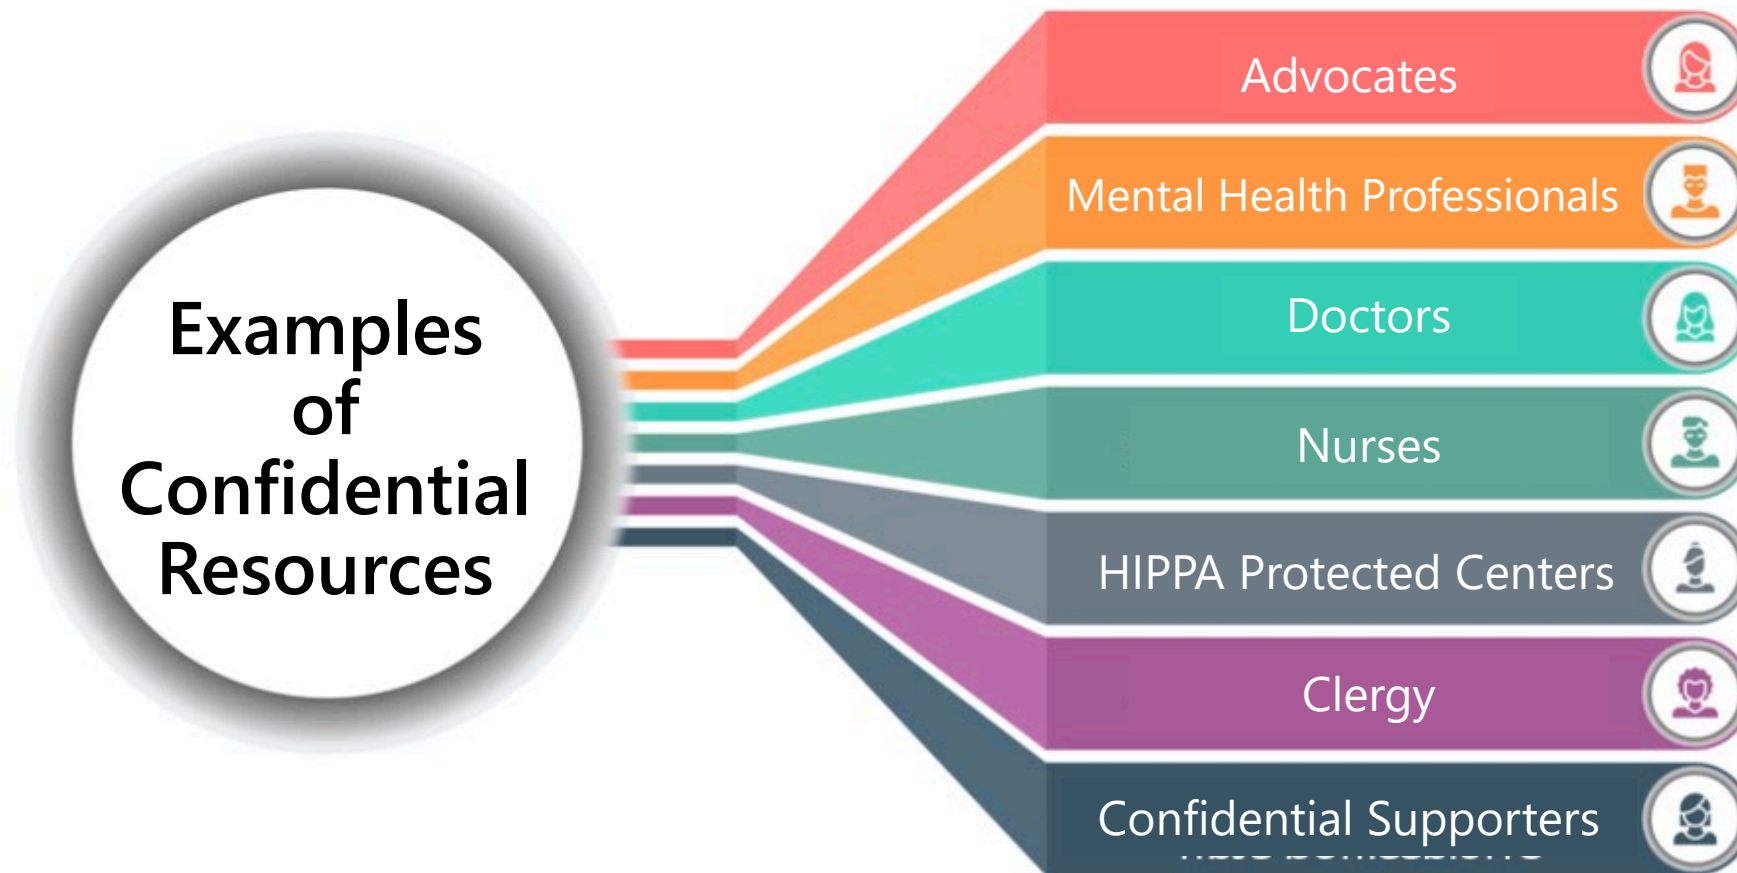 Examples
of
Confidential
Resources
Advocates
Mental Health Professionals
Doctors
Nurses
HIPPA Protected Centers
Clergy
Confidential Supporters